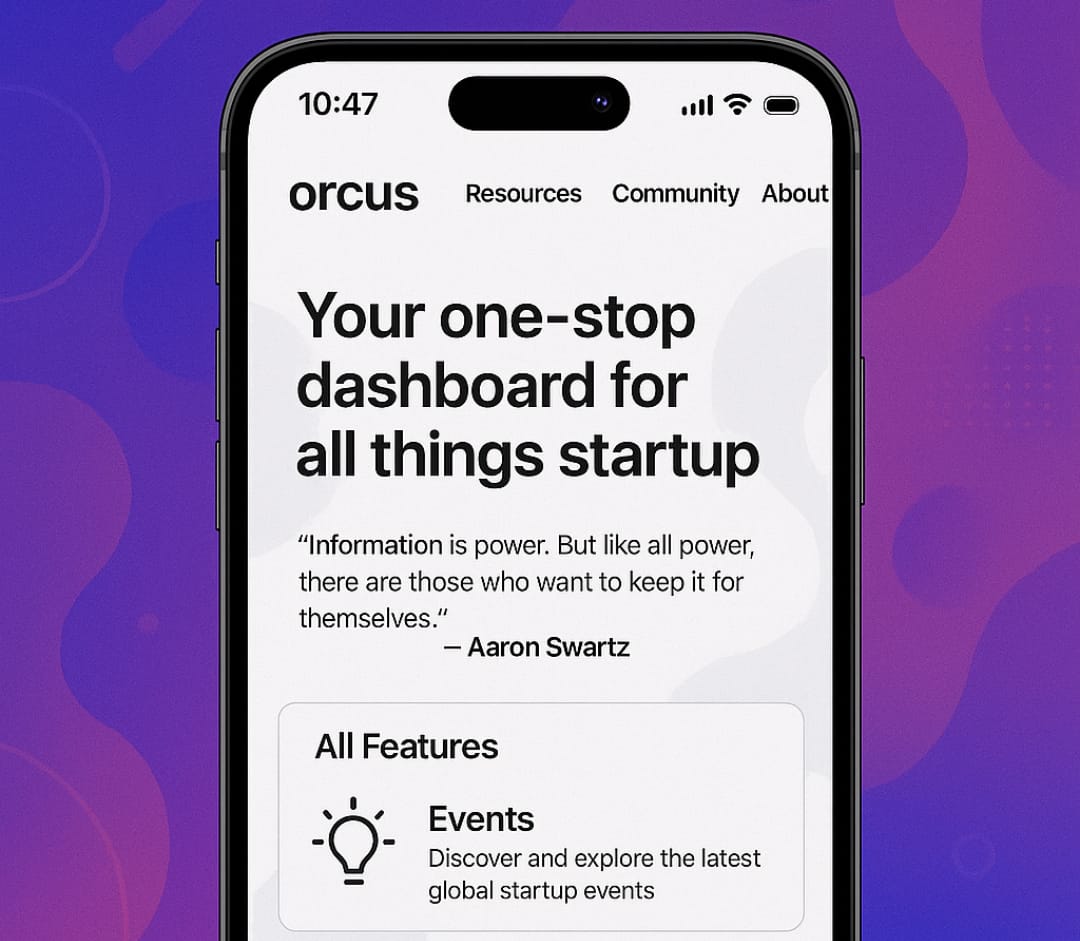 10:47
orcus Resources Community About
Your one-stop
dashboard for
all things startup
“Information is power. But like all power,
there are those who want to keep it for
themselves.“
– Aaron Swartz
All Features
Events
Discover and explore the latest
global startup events